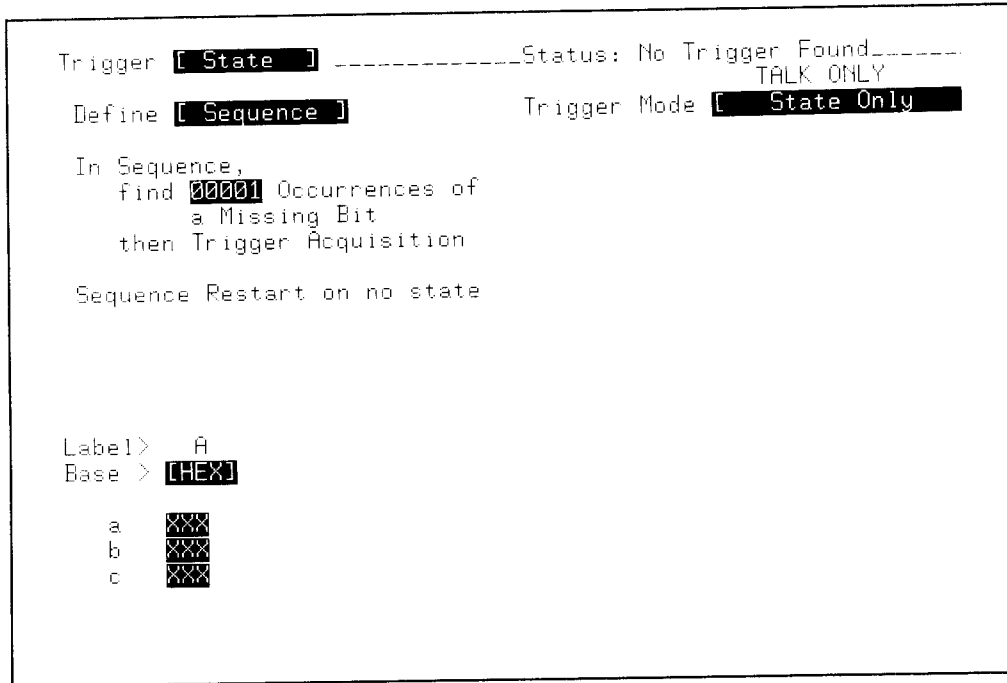 Trigger [ State ] _____________Status: No Trigger Found______
TALK ONLY
Define [ Sequence ] Trigger Mode [ State Only
In Sequence,
find 00001 Occurrences of
a Missing Bit
then Trigger Acquisition
Sequence Restart on no state
Label> A
Base > [HEX]
a XXX
b XXX
c XXX